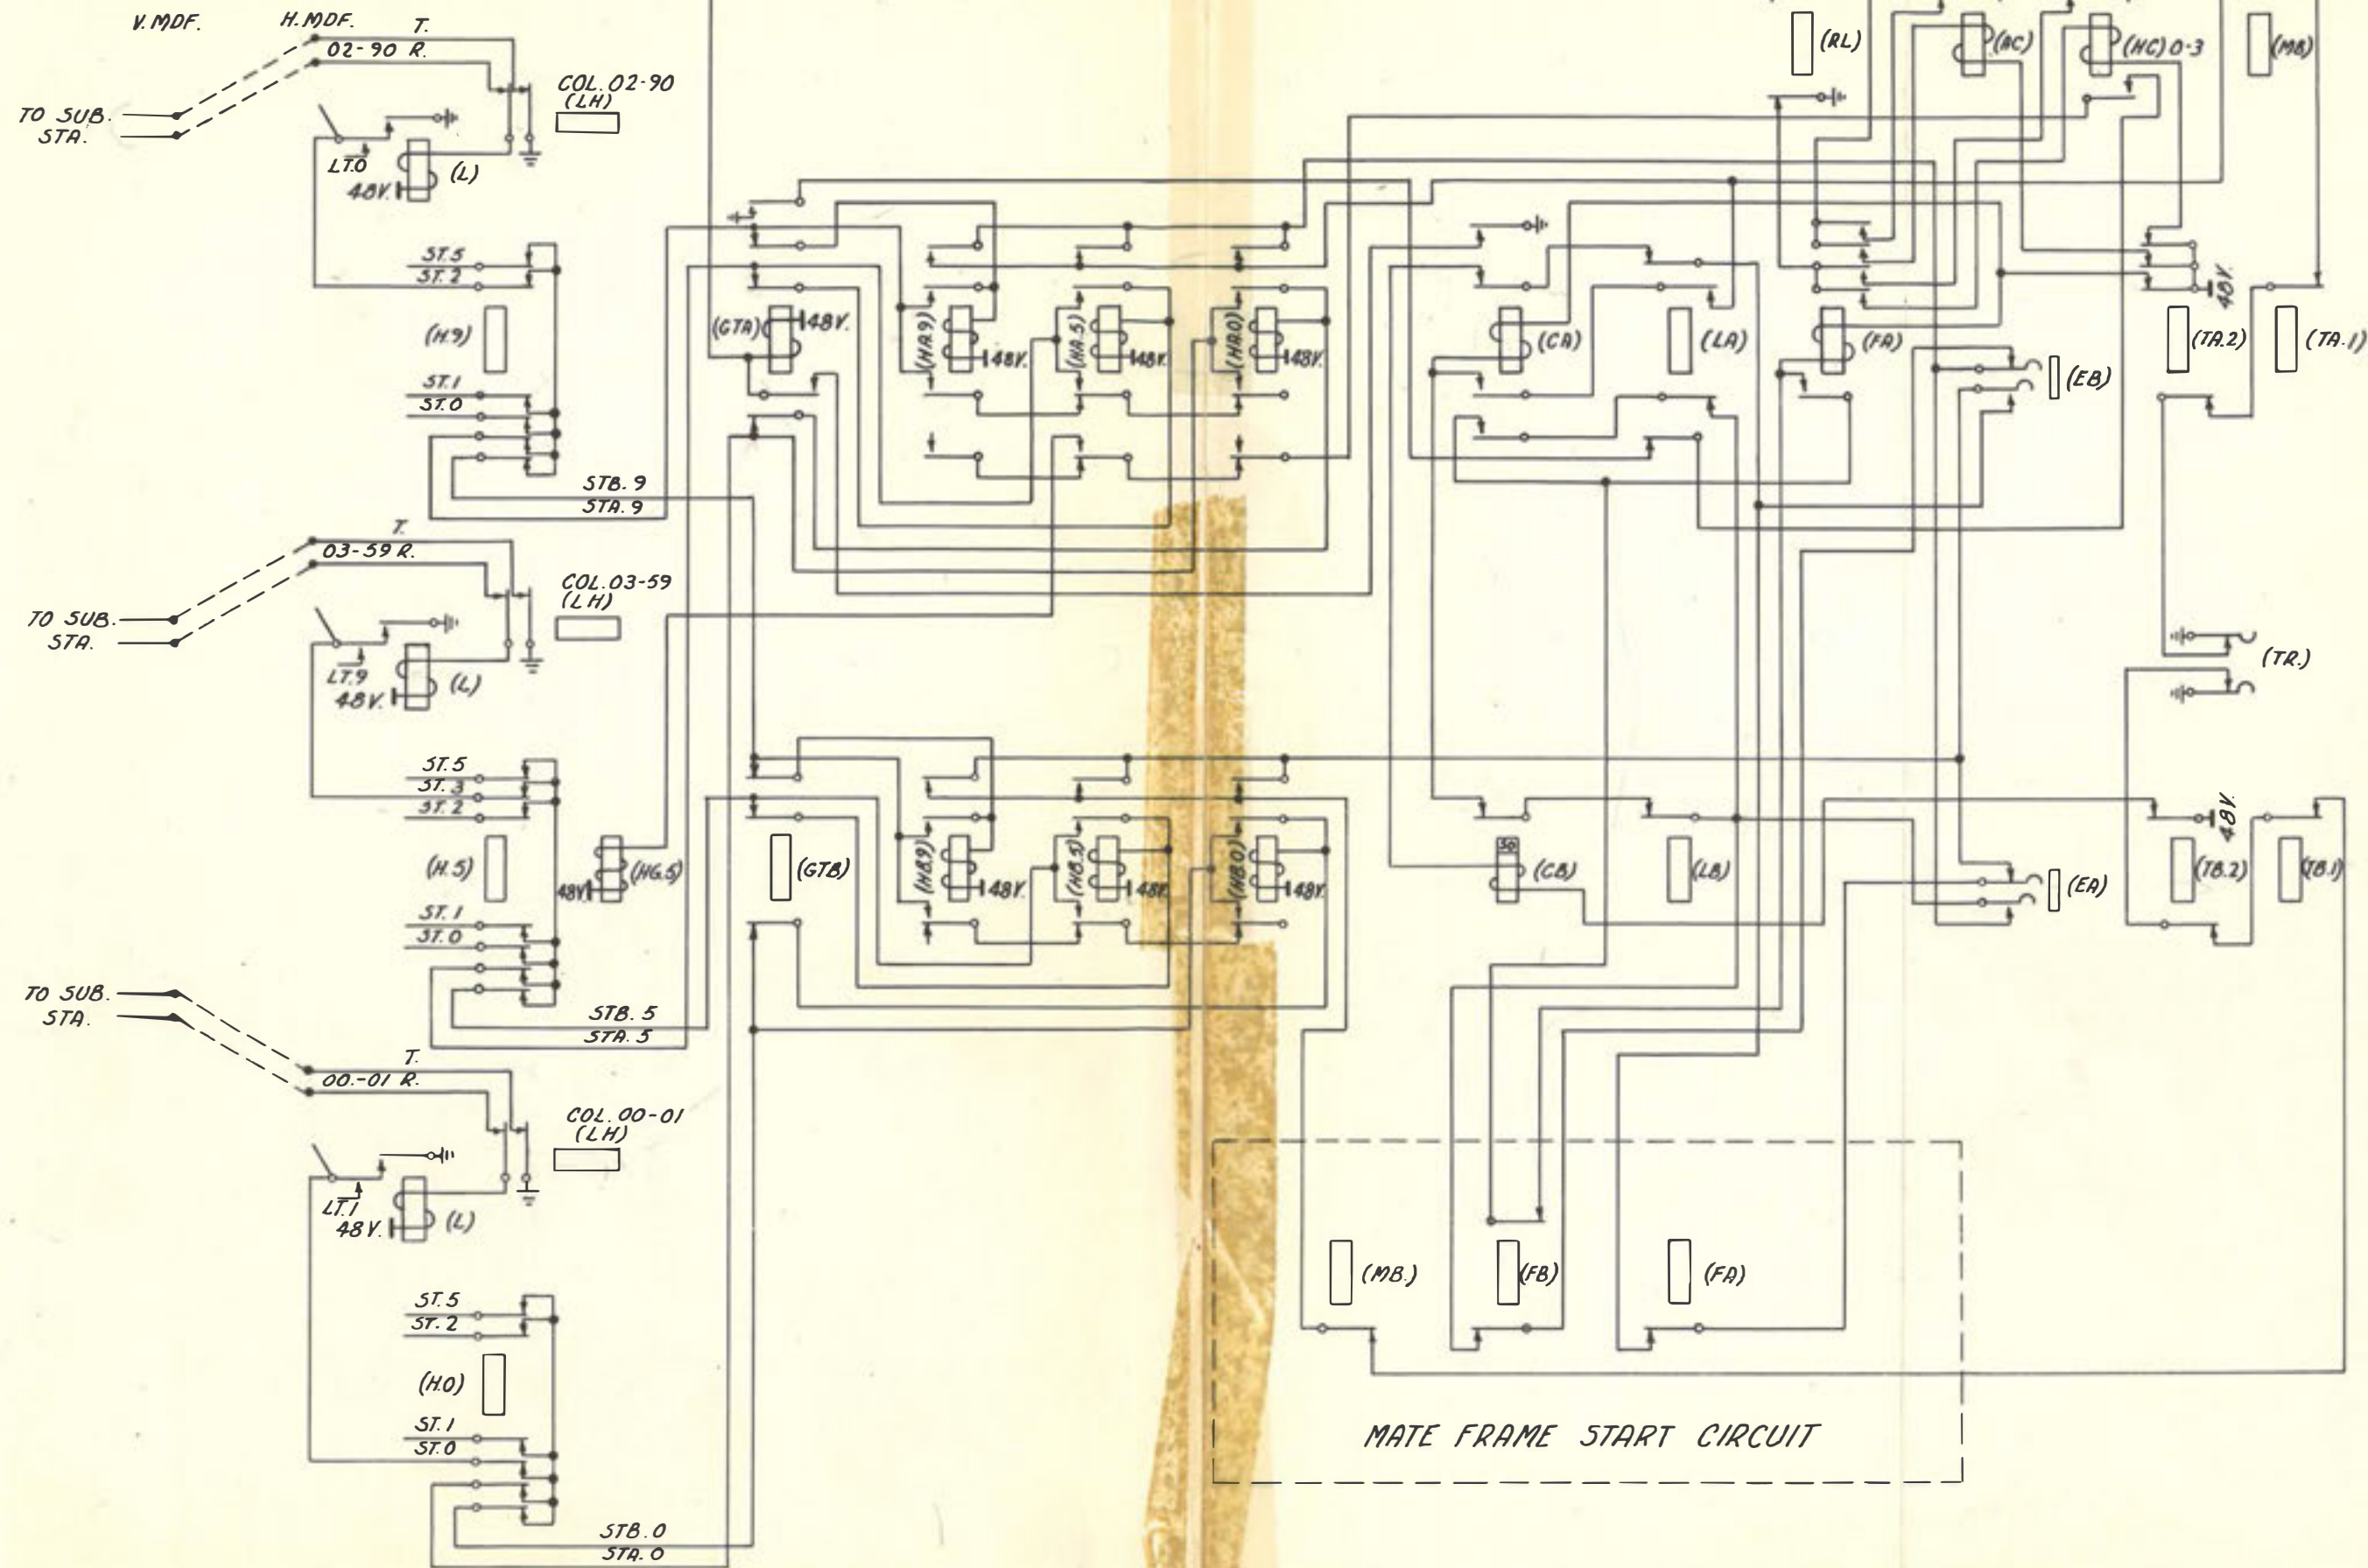 V. MDF. H. MDF. T.
02-90 R.
COL. 02-90
(LH)
TO SUB.
STA.
LT.0
48V.
(L)
(RL)
(AC)
(HC) 0-3
(MB)
ST.5
ST.2
(H.9)
ST.1
ST.0
STB. 9
STA. 9
(GTA)
48V.
(HA.9)
48V.
(HA.5)
48V.
(HA.0)
48V.
(CA)
(LA)
(FA)
(EB)
48V.
(TA.2)
(TA.1)
T.
03-59 R.
COL. 03-59
(LH)
TO SUB.
STA.
LT.9
48V.
(L)
(TR.)
ST.5
ST.3
ST.2
(H.5)
48V.
(HG.5)
ST.1
ST.0
STB. 5
STA. 5
(GTB)
(HB.9)
48V.
(HB.5)
48V.
(HB.0)
48V.
50
(CB)
(LB)
(EA)
48V.
(TB.2)
(TB.1)
TO SUB.
STA.
T.
00.-01 R.
COL. 00-01
(LH)
LT.1
48V.
(L)
ST.5
ST.2
(H.0)
ST.1
ST.0
STB. 0
STA. 0
(MB.)
(FB)
(FA)
MATE FRAME START CIRCUIT